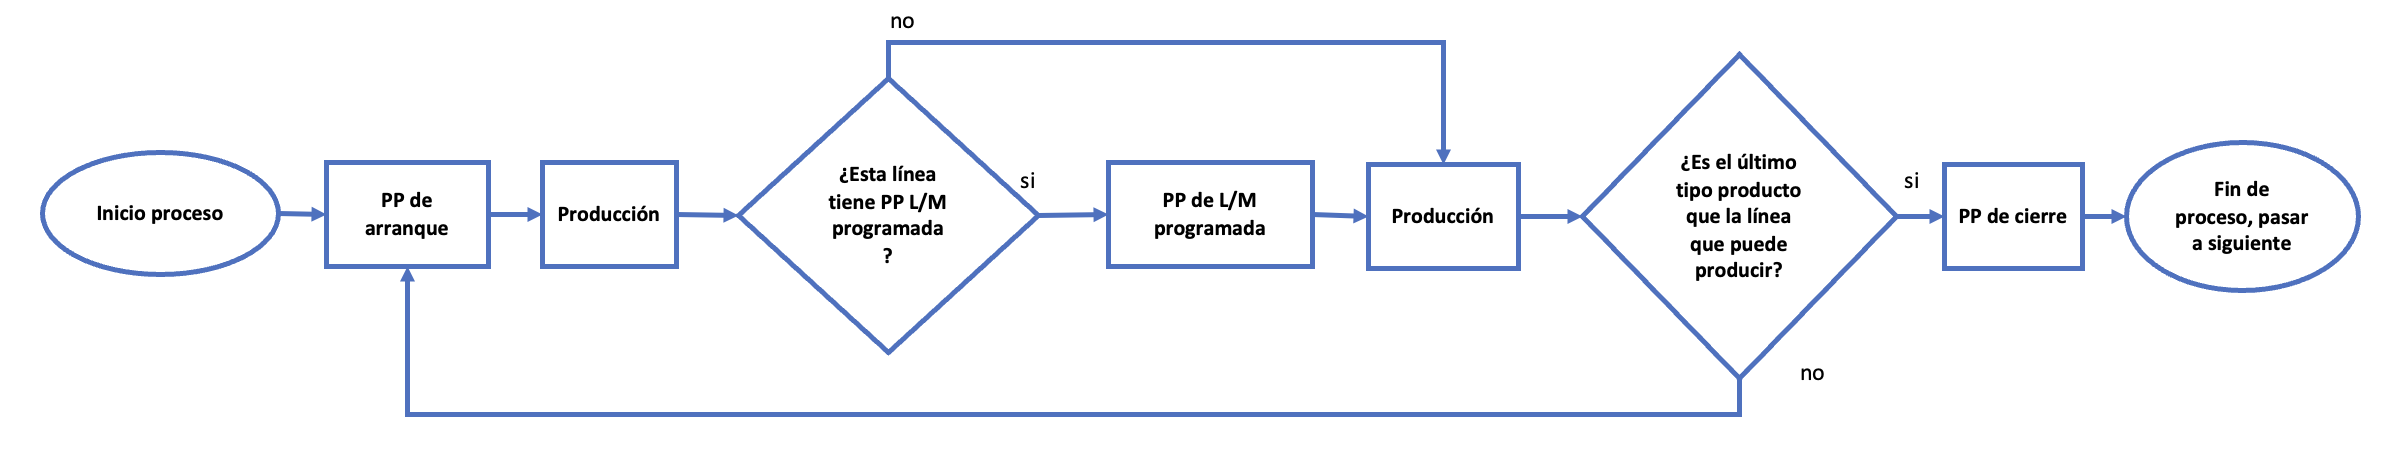 no
Inicio proceso
PP de
arranque
Producción
¿Esta línea
tiene PP L/M
programada
?
si
PP de L/M
programada
Producción
¿Es el último
tipo producto
que la línea
que puede
producir?
si
no
PP de cierre
Fin de
proceso, pasar
a siguiente